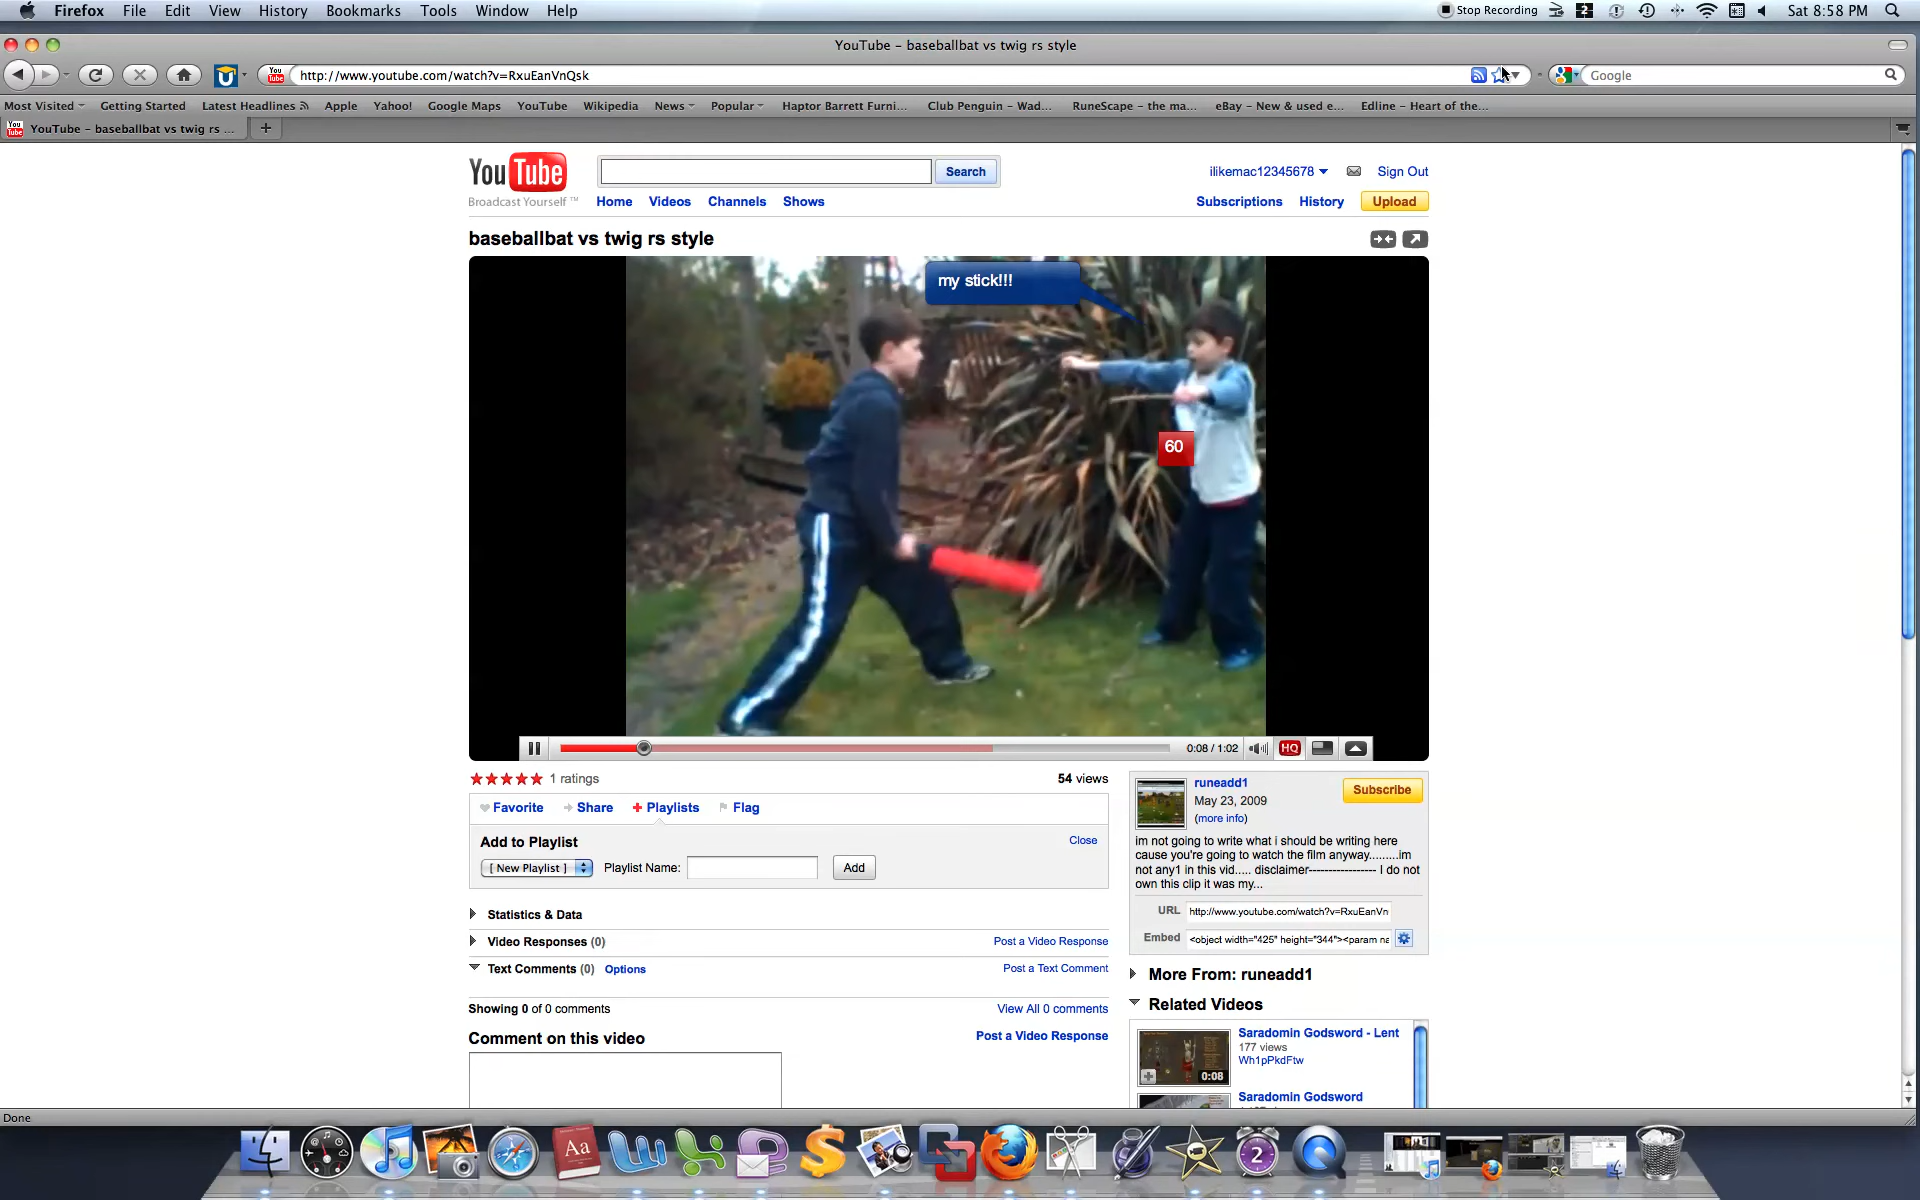 Firefox File Edit View History Bookmarks Tools Window Help Stop Recording 2 Sat 8:58 PM
YouTube - baseballbat vs twig rs style
http://www.youtube.com/watch?v=RxuEanVnQsk Google
Most Visited Getting Started Latest Headlines Apple Yahoo! Google Maps YouTube Wikipedia News Popular Haptor Barrett Furni... Club Penguin - Wad... RuneScape - the ma... eBay - New & used e... Edline - Heart of the...
YouTube - baseballbat vs twig rs ... +
YouTube Search ilikemac12345678 Sign Out
Broadcast Yourself ™ Home Videos Channels Shows Subscriptions History Upload
baseballbat vs twig rs style
my stick!!!
60
0:08 / 1:02 HQ
1 ratings 54 views
Favorite Share Playlists Flag
Add to Playlist Close
[ New Playlist ] Playlist Name: Add
Statistics & Data
Video Responses (0) Post a Video Response
Text Comments (0) Options Post a Text Comment
Showing 0 of 0 comments View All 0 comments
Comment on this video Post a Video Response
runeadd1 Subscribe
May 23, 2009
(more info)
im not going to write what i should be writing here
cause you're going to watch the film anyway.........im
not any1 in this vid..... disclaimer---------------- I do not
own this clip it was my...
URL http://www.youtube.com/watch?v=RxuEanVn
Embed <object width="425" height="344"><param na
More From: runeadd1
Related Videos
Saradomin Godsword - Lent
177 views
Wh1pPkdFtw
0:08
Saradomin Godsword
Done
Aa
2